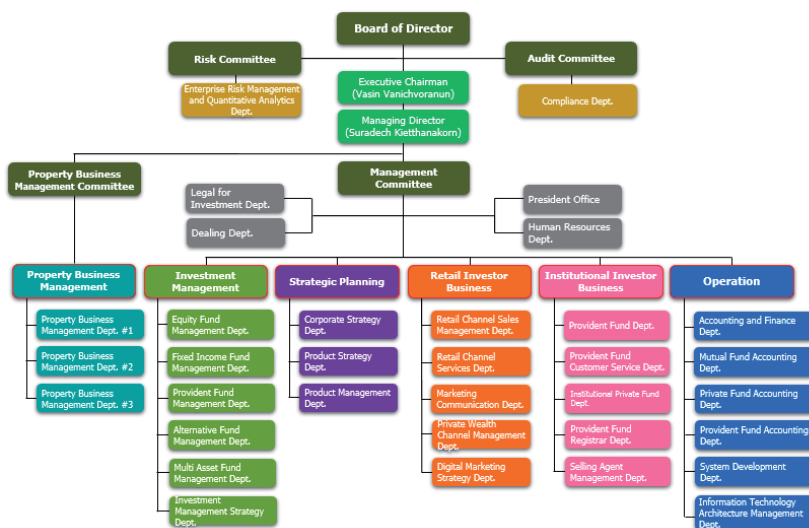 Board of Director
Risk Committee
Audit Committee
Enterprise Risk Management
and Quantitative Analytics
Dept.
Executive Chairman
(Vasin Vanichvoranun)
Compliance Dept.
Managing Director
(Suradech Kietthanakorn)
Property Business
Management Committee
Management
Committee
Legal for
Investment Dept.
President Office
Dealing Dept.
Human Resources
Dept.
Property Business
Management
Property Business
Management Dept. #1
Property Business
Management Dept. #2
Property Business
Management Dept. #3
Investment
Management
Equity Fund
Management Dept.
Fixed Income Fund
Management Dept.
Provident Fund
Management Dept.
Alternative Fund
Management Dept.
Multi Asset Fund
Management Dept.
Investment
Management Strategy
Dept.
Strategic Planning
Corporate Strategy
Dept.
Product Strategy
Dept.
Product Management
Dept.
Retail Investor
Business
Retail Channel Sales
Management Dept.
Retail Channel
Services Dept.
Marketing
Communication Dept.
Private Wealth
Channel Management
Dept.
Digital Marketing
Strategy Dept.
Institutional Investor
Business
Provident Fund Dept.
Provident Fund
Customer Service Dept.
Institutional Private Fund
Dept.
Provident Fund
Registrar Dept.
Selling Agent
Management Dept.
Operation
Accounting and Finance
Dept.
Mutual Fund Accounting
Dept.
Private Fund Accounting
Dept.
Provident Fund Accounting
Dept.
System Development
Dept.
Information Technology
Architecture Management
Dept.